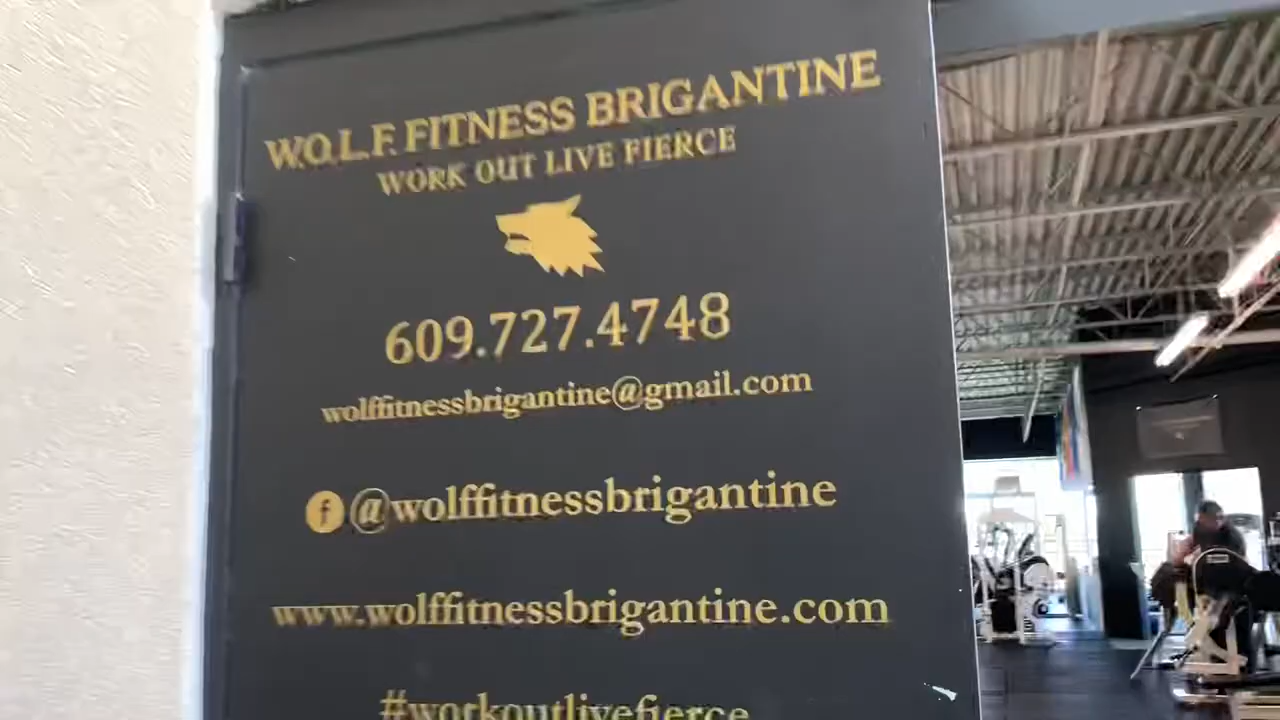 W.O.L.F. FITNESS BRIGANTINE
WORK OUT LIVE FIERCE
609.727.4748
wolffitnessbrigantine@gmail.com
f @wolffitnessbrigantine
www.wolffitnessbrigantine.com
#workoutlivefierce